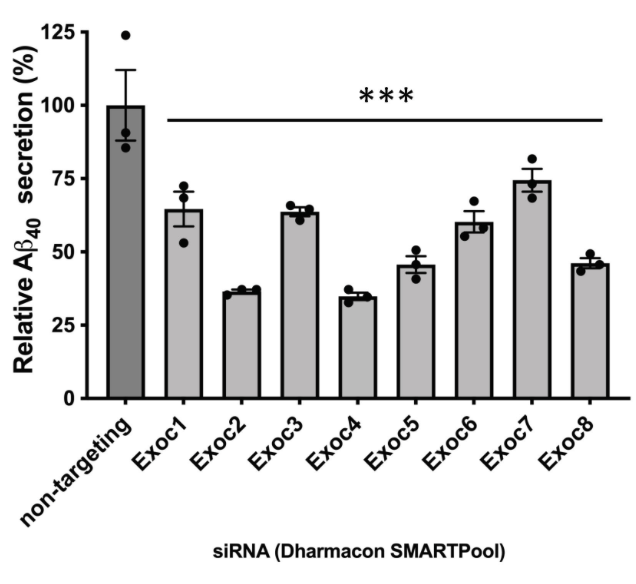 Relative Aβ40 secretion (%)
125
100
75
50
25
0
***
non-targeting
Exoc1
Exoc2
Exoc3
Exoc4
Exoc5
Exoc6
Exoc7
Exoc8
siRNA (Dharmacon SMARTPool)